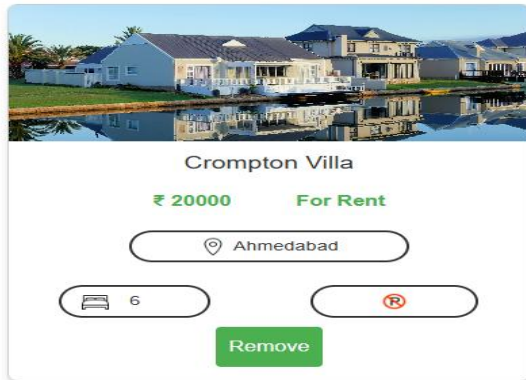 Crompton Villa
₹ 20000 For Rent
Ahmedabad
6
R
Remove